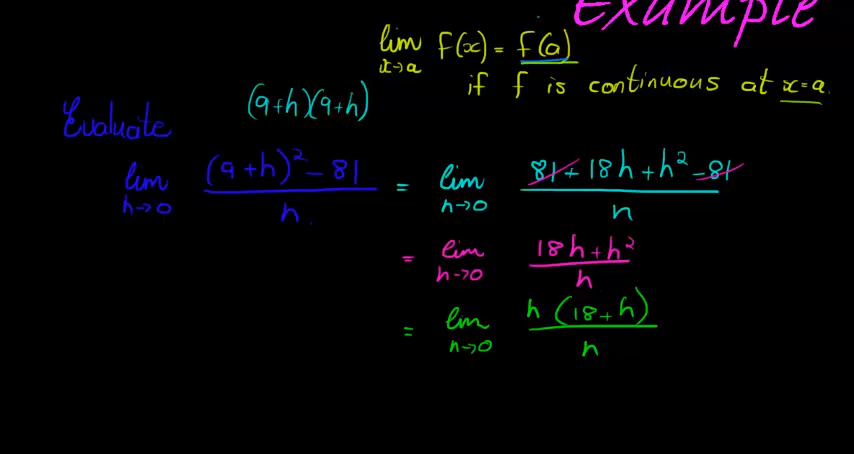 Example
lim x→a f(x) = f(a)
if f is continuous at x=a.
(9+h)(9+h)
Evaluate
lim h→0 ((9+h)² − 81)/h = lim h→0 (81 + 18h + h² − 81)/h
= lim h→0 (18h + h²)/h
= lim h→0 h(18+h)/h